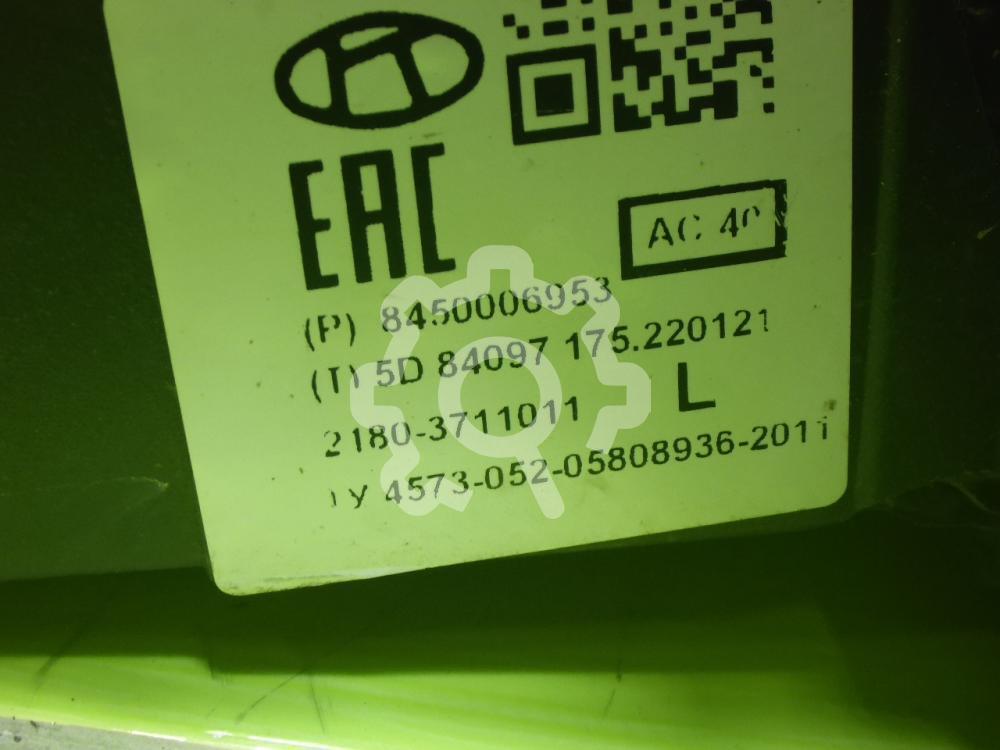 EAC
AC 40
(P) 8450006953
(T) 5D 84097 175.220121
2180-3711011 L
ТУ 4573-052-05808936-2011